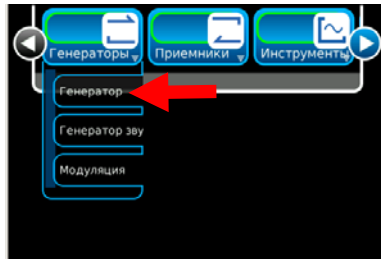 Генераторы Приемники Инструменты
Генератор
Генератор зву
Модуляция